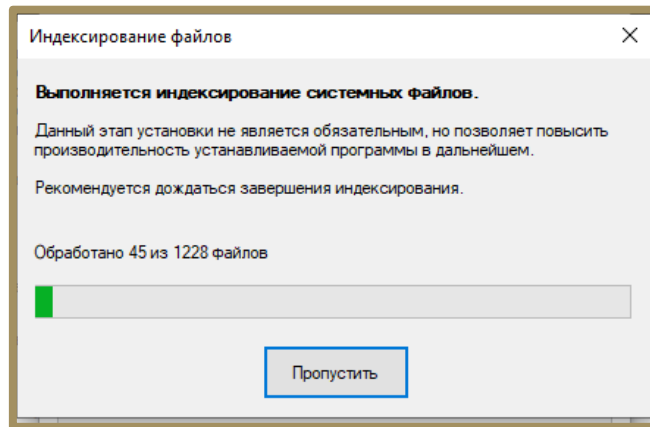 Индексирование файлов
Выполняется индексирование системных файлов.
Данный этап установки не является обязательным, но позволяет повысить
производительность устанавливаемой программы в дальнейшем.
Рекомендуется дождаться завершения индексирования.
Обработано 45 из 1228 файлов
Пропустить